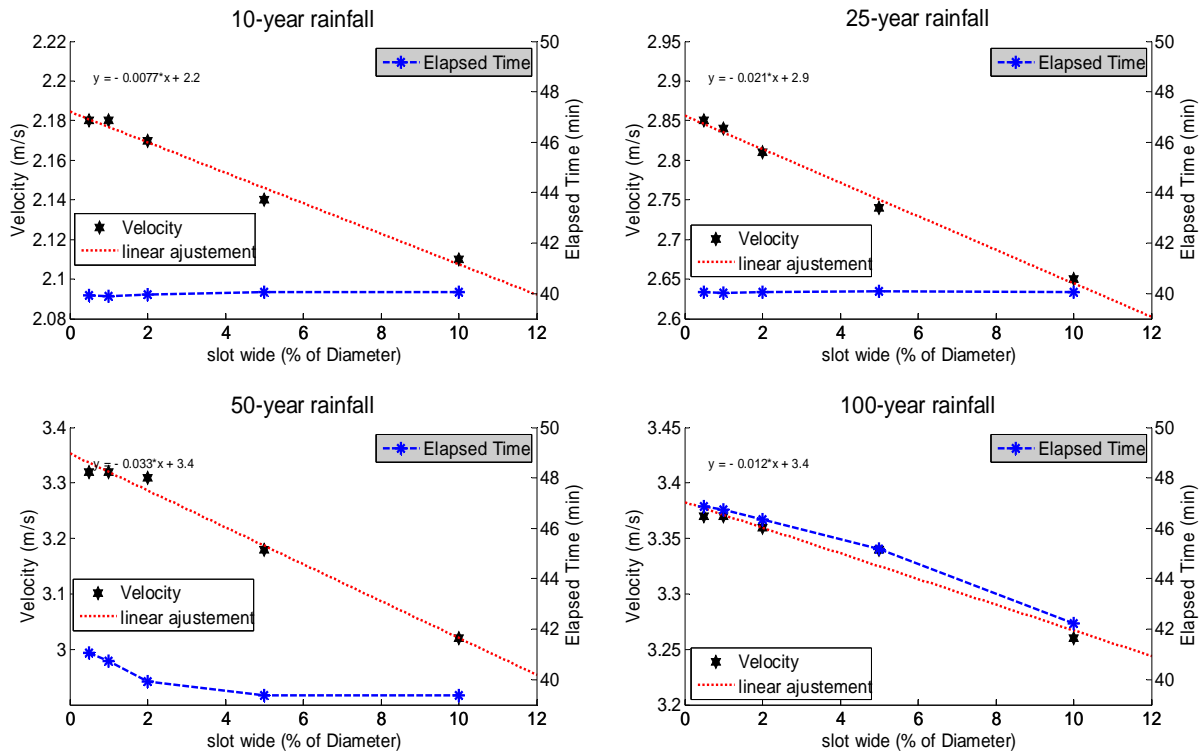 10-year rainfall
2.22
2.2
2.18
2.16
2.14
2.12
2.1
2.08
Velocity (m/s)
y = - 0.0077*x + 2.2
Elapsed Time
Velocity
linear ajustement
50
48
46
44
42
40
Elapsed Time (min)
0 2 4 6 8 10 12
slot wide (% of Diameter)
25-year rainfall
2.95
2.9
2.85
2.8
2.75
2.7
2.65
2.6
Velocity (m/s)
y = - 0.021*x + 2.9
Elapsed Time
Velocity
linear ajustement
50
48
46
44
42
40
Elapsed Time (min)
0 2 4 6 8 10 12
slot wide (% of Diameter)
50-year rainfall
3.4
3.3
3.2
3.1
3
Velocity (m/s)
y = - 0.033*x + 3.4
Elapsed Time
Velocity
linear ajustement
50
48
46
44
42
40
Elapsed Time (min)
0 2 4 6 8 10 12
slot wide (% of Diameter)
100-year rainfall
3.45
3.4
3.35
3.3
3.25
3.2
Velocity (m/s)
y = - 0.012*x + 3.4
Elapsed Time
Velocity
linear ajustement
50
48
46
44
42
40
Elapsed Time (min)
0 2 4 6 8 10 12
slot wide (% of Diameter)